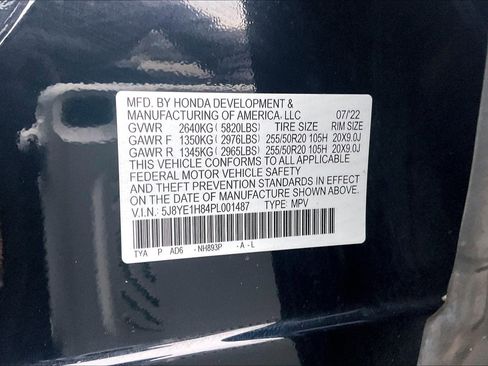 MFD. BY HONDA DEVELOPMENT &
MANUFACTURING OF AMERICA, LLC 07/22
GVWR 2640KG (5820LBS) TIRE SIZE RIM SIZE
GAWR F 1350KG (2976LBS) 255/50R20 105H 20X9.0J
GAWR R 1345KG (2965LBS) 255/50R20 105H 20X9.0J
THIS VEHICLE CONFORMS TO ALL APPLICABLE
FEDERAL MOTOR VEHICLE SAFETY
AND THEFT PREVENTION STANDARDS IN EFFECT
ON THE DATE OF MANUFACTURE SHOWN ABOVE.
V.I.N.: 5J8YE1H84PL001487 TYPE: MPV
TYA P AD6 -NH893P -A -L